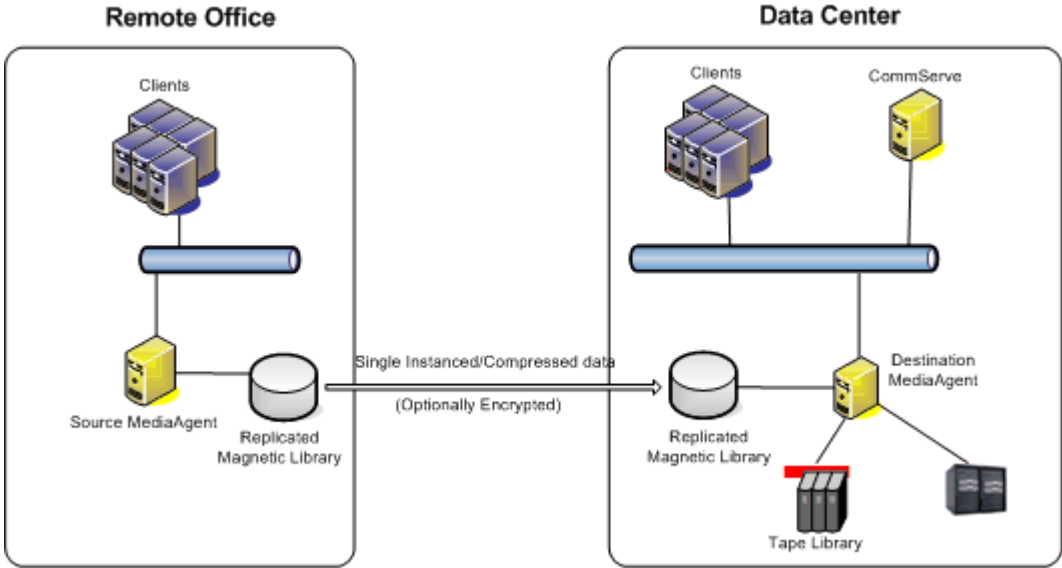 Remote Office
Data Center
Clients
Clients
CommServe
Single Instanced/Compressed data
(Optionally Encrypted)
Source MediaAgent
Replicated
Magnetic Library
Replicated
Magnetic Library
Destination
MediaAgent
Tape Library